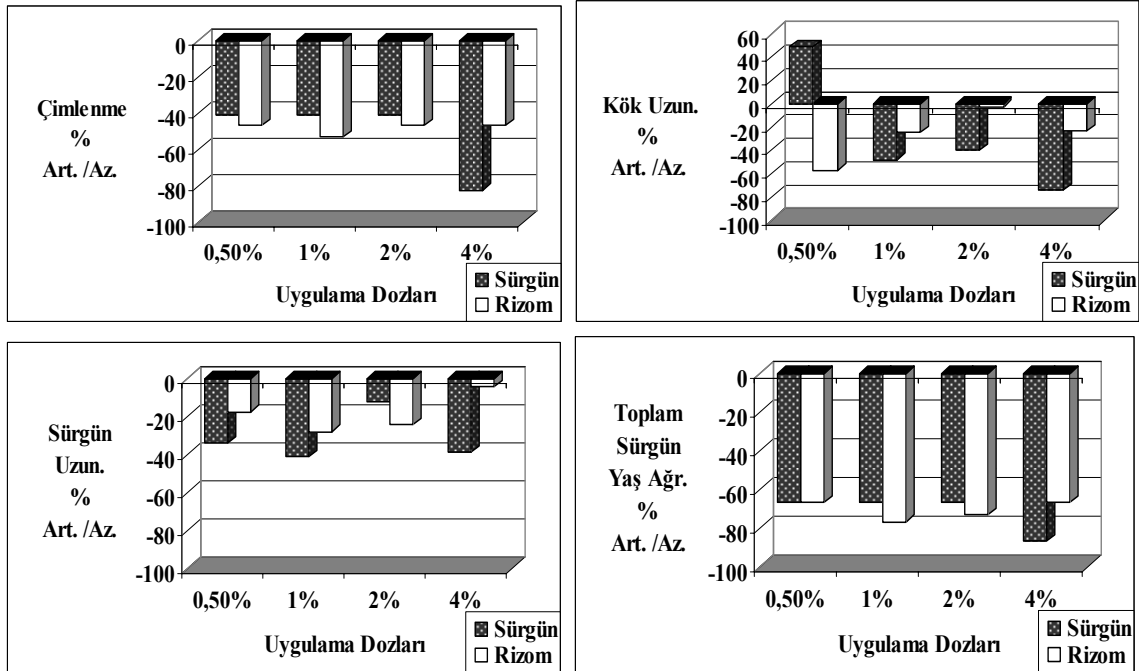 0
-20
-40
-60
-80
-100
Çimlenme
%
Art. /Az.
0,50% 1% 2% 4%
Uygulama Dozları
Sürgün
Rizom
60
40
20
0
-20
-40
-60
-80
-100
Kök Uzun.
%
Art. /Az.
0,50% 1% 2% 4%
Uygulama Dozları
Sürgün
Rizom
0
-20
-40
-60
-80
-100
Sürgün
Uzun.
%
Art. /Az.
0,50% 1% 2% 4%
Uygulama Dozları
Sürgün
Rizom
0
-20
-40
-60
-80
-100
Toplam
Sürgün
Yaş Ağr.
%
Art. /Az.
0,50% 1% 2% 4%
Uygulama Dozları
Sürgün
Rizom